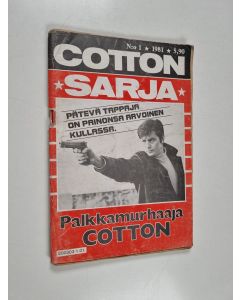 COTTON
N:o 1 ★ 1981 ★ 5,90
★SARJA★
PÄTEVÄ TAPPAJA
ON PAINONSA ARVOINEN
KULLASSA.
Palkkamurhaaja
COTTON